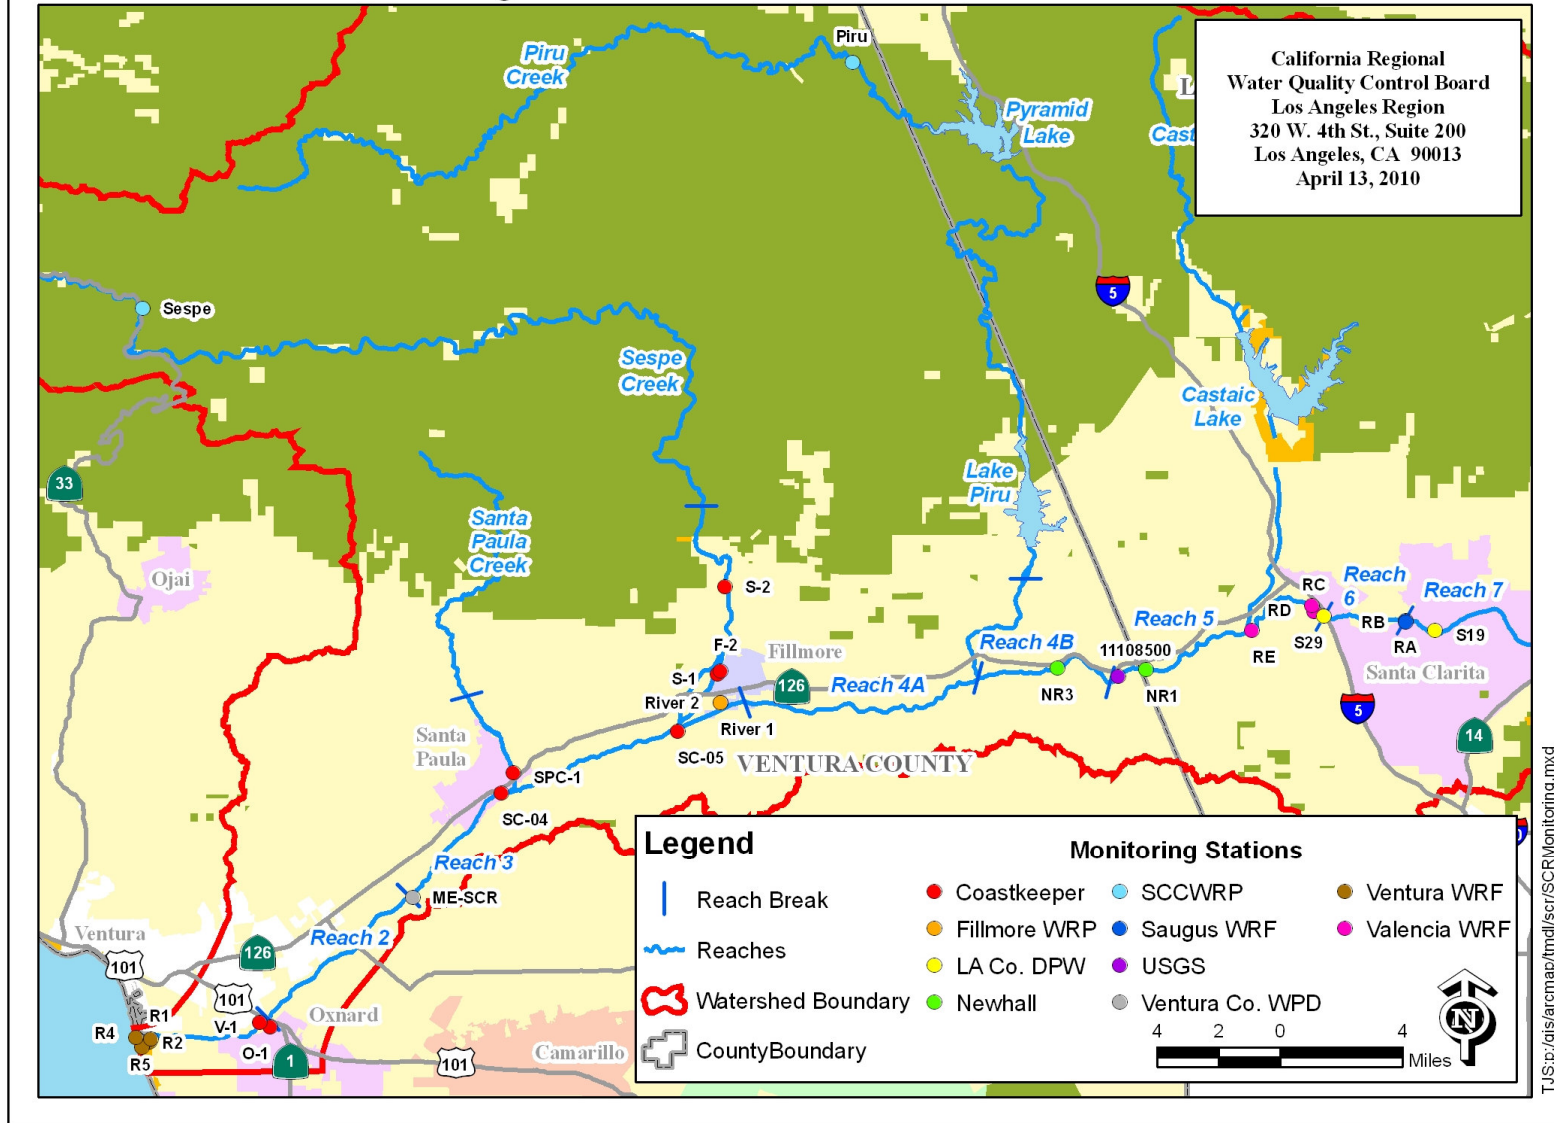 Piru
Piru
Creek
Pyramid
Lake
L
Cast
California Regional
Water Quality Control Board
Los Angeles Region
320 W. 4th St., Suite 200
Los Angeles, CA  90013
April 13, 2010
5
Sespe
Sespe
Creek
Castaic
Lake
33
Lake
Piru
Santa
Paula
Creek
Ojai
S-2
RC
Reach
6
Reach 7
RD
Reach 5
RB
S29
RA
S19
RE
F-2
Fillmore
Reach 4B
11108500
S-1
126
Reach 4A
NR3
NR1
Santa Clarita
River 2
River 1
5
14
Santa
Paula
SC-05
VENTURA COUNTY
SPC-1
SC-04
Reach 3
ME-SCR
Reach 2
Ventura
101
126
101
Oxnard
R1
R4
R2
V-1
R5
O-1
1
101
Camarillo
Legend
Reach Break
Reaches
Watershed Boundary
CountyBoundary
Monitoring Stations
Coastkeeper
SCCWRP
Ventura WRF
Fillmore WRP
Saugus WRF
Valencia WRF
LA Co. DPW
USGS
Newhall
Ventura Co. WPD
N
4 2 0 4
Miles
TJS:p:/gis/arcmap/tmdl/scr/SCRMonitoring.mxd